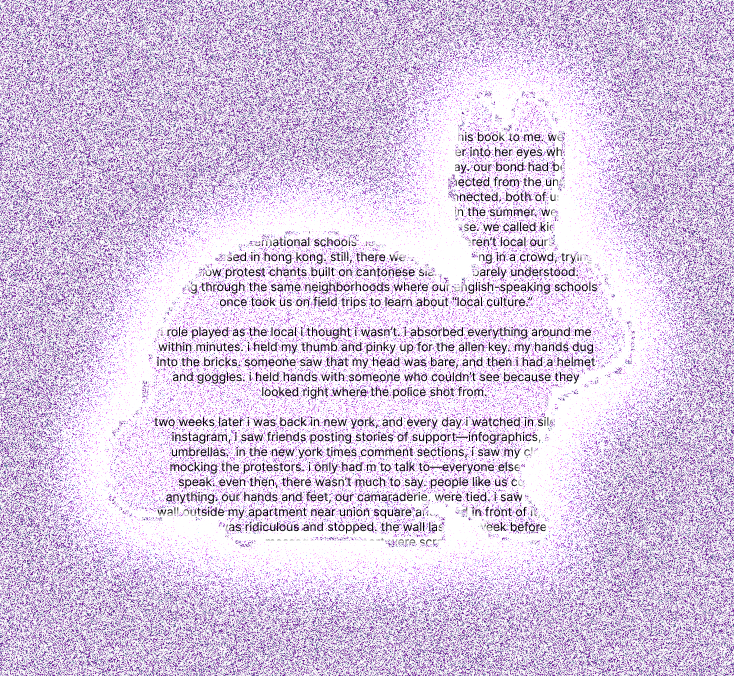 his book to me. we
er into her eyes wh
ay. our bond had b
nected from the un
nnected. both of u
in the summer. we
se. we called
international schools aren't local our
sed in hong kong. still, there we ng in a crowd, tryin
ow protest chants built on cantonese barely understood.
g through the same neighborhoods where our english-speaking schools
once took us on field trips to learn about “local culture.”
role played as the local i thought i wasn't. i absorbed everything around me
within minutes. i held my thumb and pinky up for the allen key. my hands dug
into the bricks. someone saw that my head was bare, and then i had a helmet
and goggles. i held hands with someone who couldn't see because they
looked right where the police shot from.
two weeks later i was back in new york, and every day i watched in
instagram, i saw friends posting stories of support—infographics,
umbrellas. in the new york times comment sections, i saw my
mocking the protestors. i only had m to talk to—everyone else
speak. even then, there wasn't much to say. people like us
anything. our hands and feet, our camaraderie, were tied. i saw
wall outside my apartment near union square in front of
as ridiculous and stopped. the wall las week before
were scr